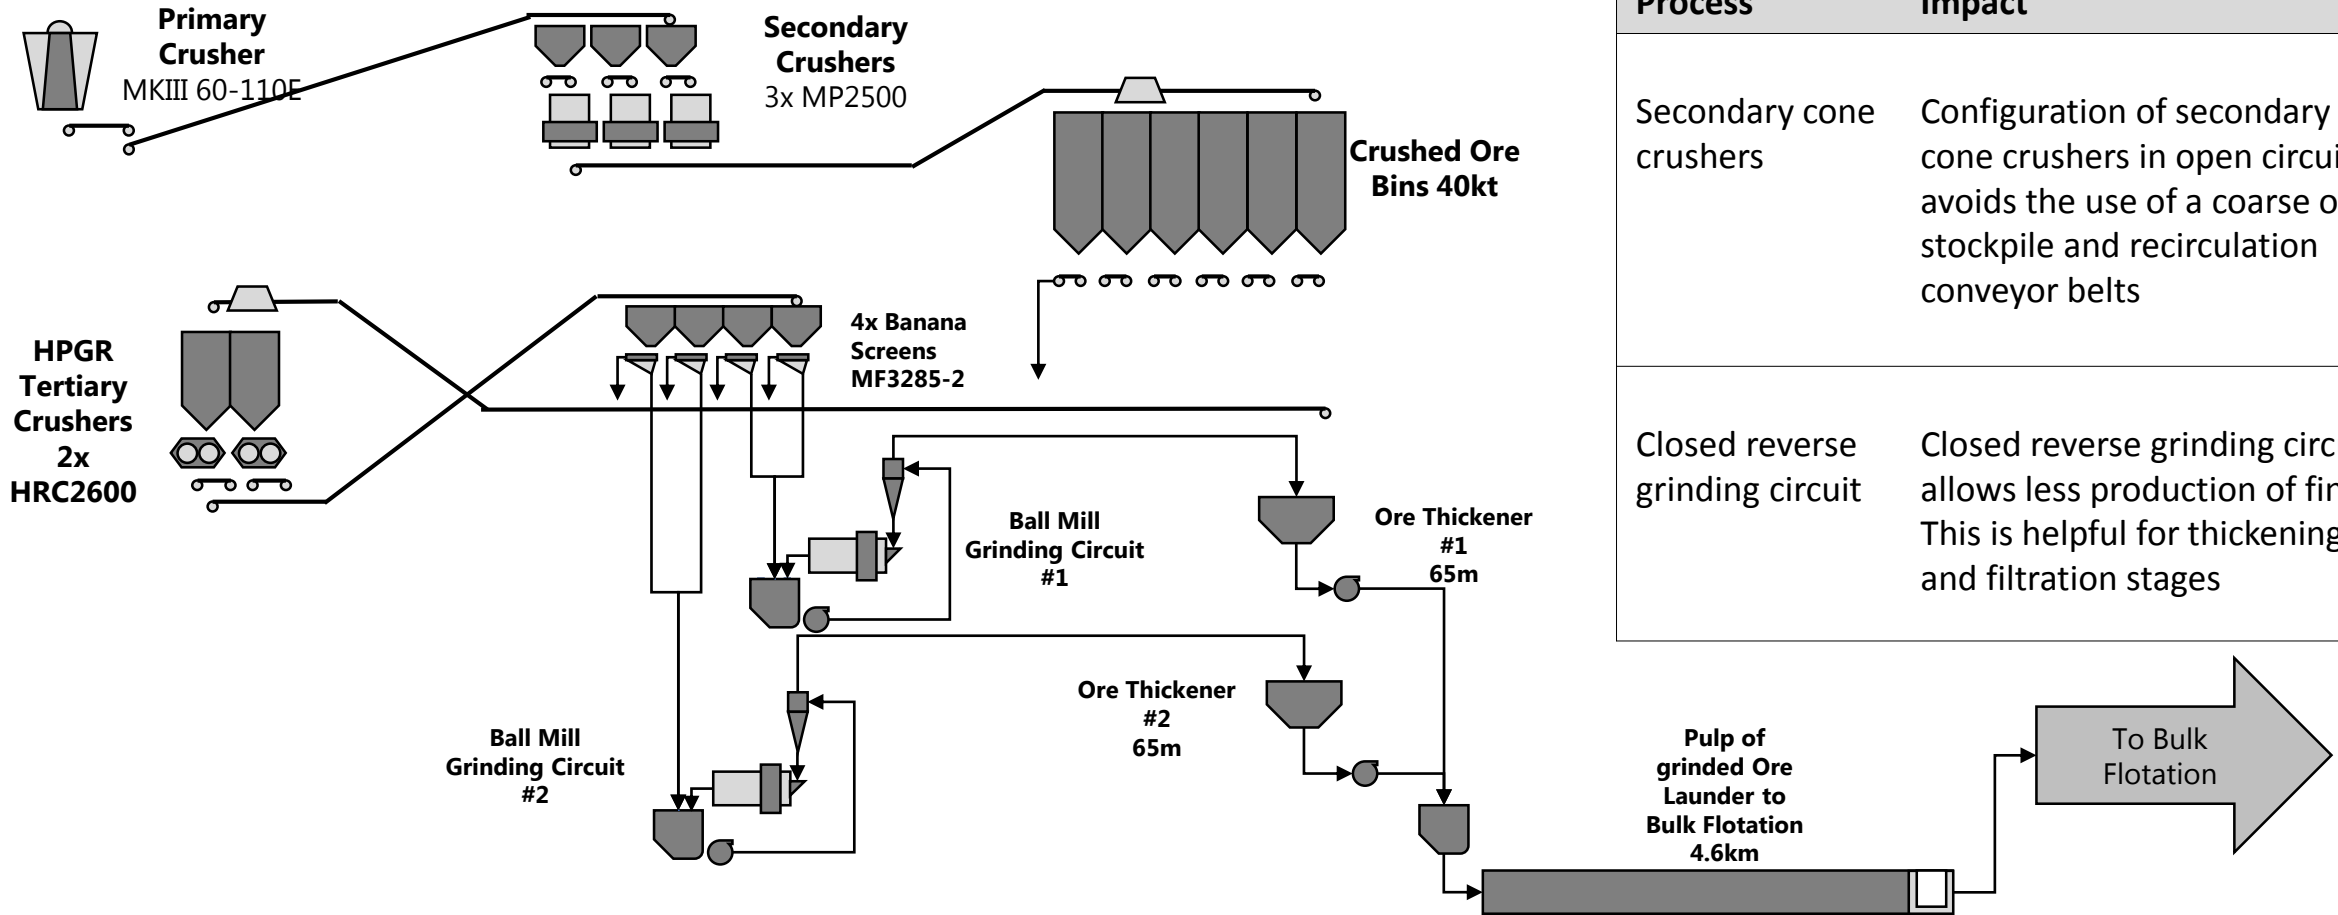 Primary
Crusher
MKIII 60-110E
Secondary
Crushers
3x MP2500
Crushed Ore
Bins 40kt
HPGR
Tertiary
Crushers
2x
HRC2600
4x Banana
Screens
MF3285-2
Ball Mill
Grinding Circuit
#1
Ore Thickener
#1
65m
Ball Mill
Grinding Circuit
#2
Ore Thickener
#2
65m
Pulp of
grinded Ore
Launder to
Bulk Flotation
4.6km
To Bulk
Flotation
Process Impact
Secondary cone
crushers
Configuration of secondary
cone crushers in open
avoids the use of a coarse
stockpile and recirculation
conveyor belts
Closed reverse
grinding circuit
Closed reverse grinding
allows less production of
This is helpful for thickening
and filtration stages